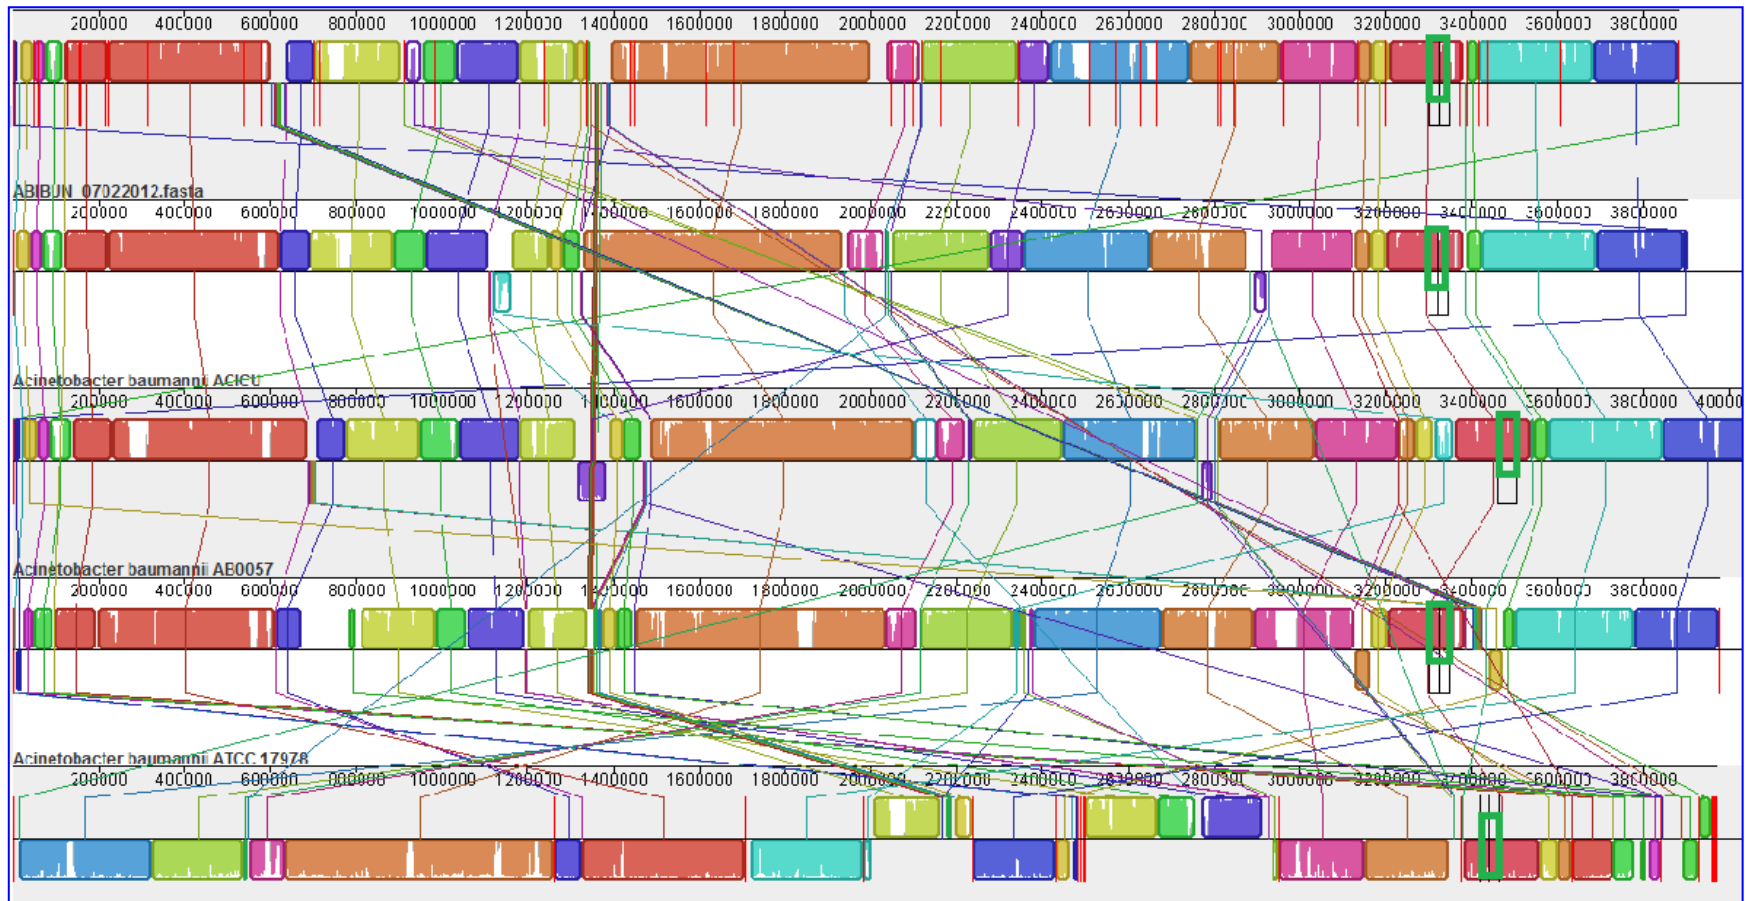 200000 400000 600000 800000 1000000 1200000 1400000 1600000 1800000 2000000 2200000 2400000 2600000 2800000 3000000 3200000 3400000 3600000 3800000
ABIBUN_07022012.fasta
200000 400000 600000 800000 1000000 1200000 1400000 1600000 1800000 2000000 2200000 2400000 2600000 2800000 3000000 3200000 3400000 3600000 3800000
Acinetobacter baumannii ACICU
200000 400000 600000 800000 1000000 1200000 1400000 1600000 1800000 2000000 2200000 2400000 2600000 2800000 3000000 3200000 3400000 3600000 3800000 40000
Acinetobacter baumannii AB0057
200000 400000 600000 800000 1000000 1200000 1400000 1600000 1800000 2000000 2200000 2400000 2600000 2800000 3000000 3200000 3400000 3600000 3800000
Acinetobacter baumannii ATCC 17978
200000 400000 600000 800000 1000000 1200000 1400000 1600000 1800000 2000000 2200000 2400000 2600000 2800000 3000000 3200000 3400000 3600000 3800000